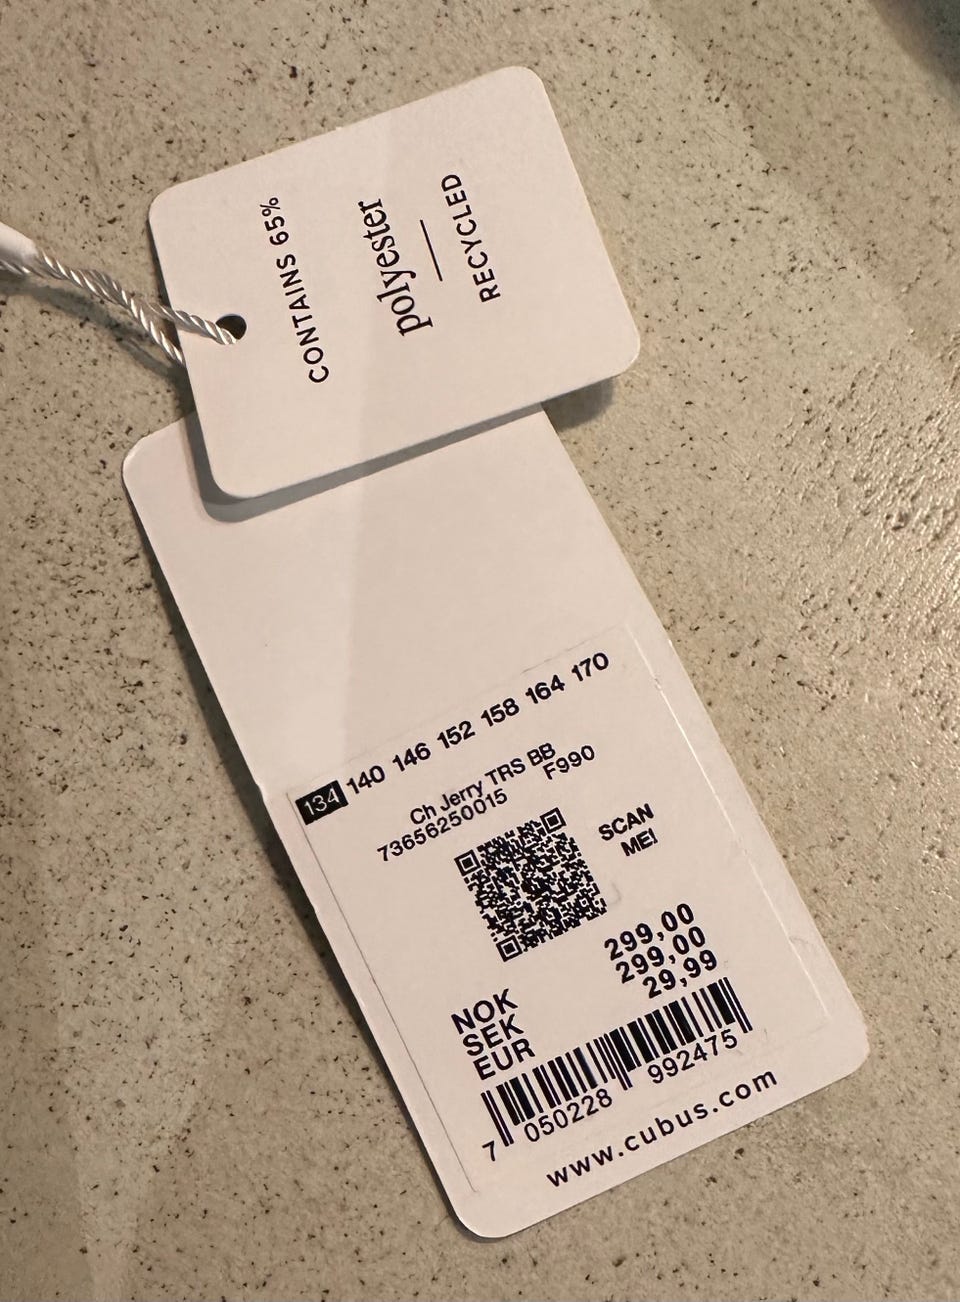 CONTAINS 65%
polyester
RECYCLED
134 140 146 152 158 164 170
Ch Jerry TRS BB
73656250015 F990
SCAN
ME!
NOK 299,00
SEK 299,00
EUR 29,99
7 050228 992475
www.cubus.com